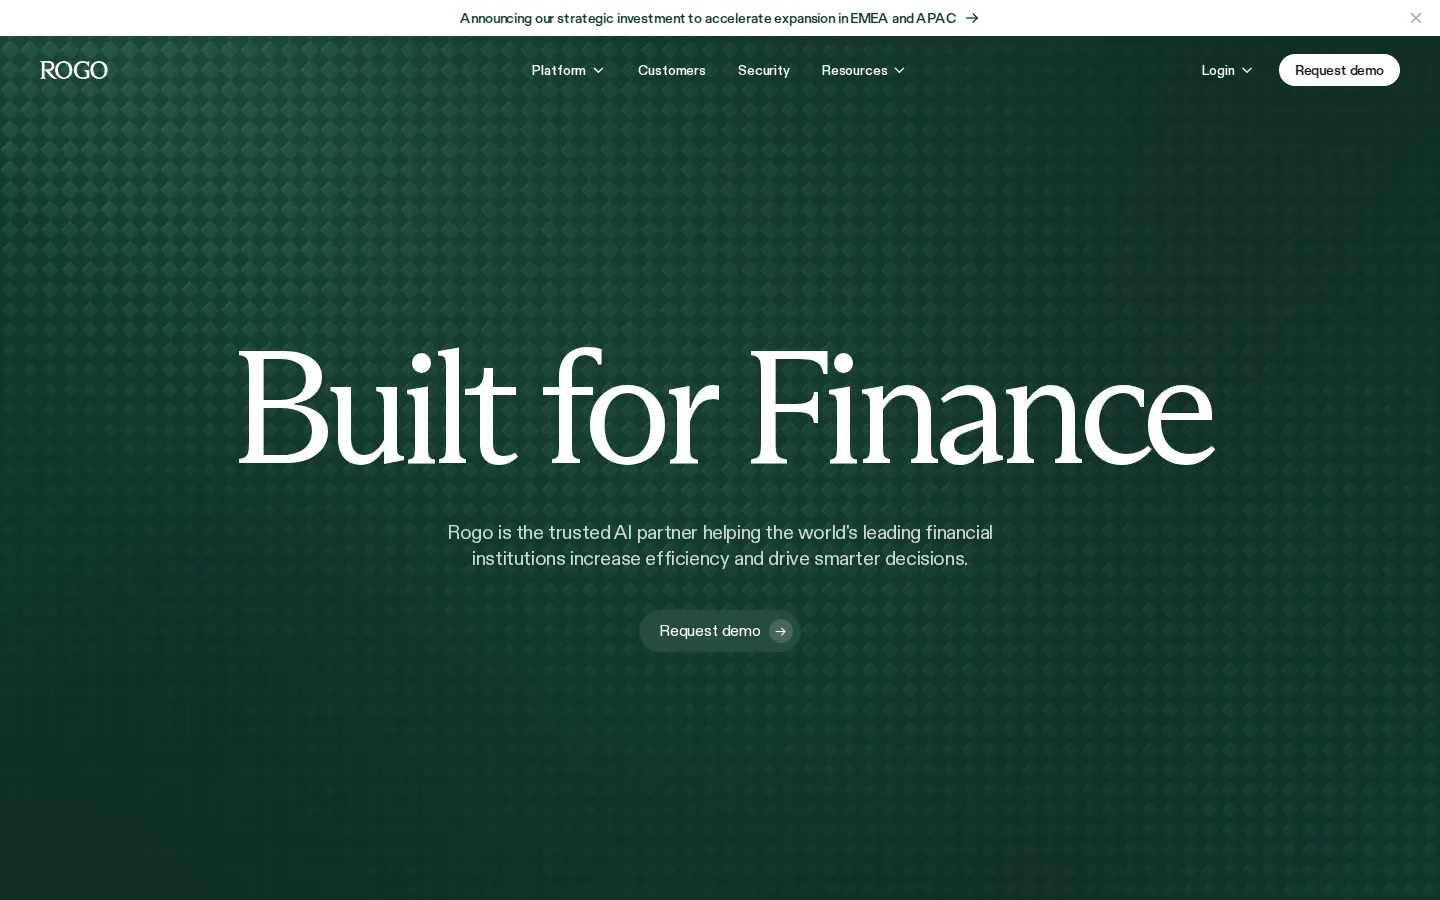 Announcing our strategic investment to accelerate expansion in EMEA and APAC
ROGO
Platform
Customers
Security
Resources
Login
Request demo
Built for Finance
Rogo is the trusted AI partner helping the world's leading financial
institutions increase efficiency and drive smarter decisions.
Request demo